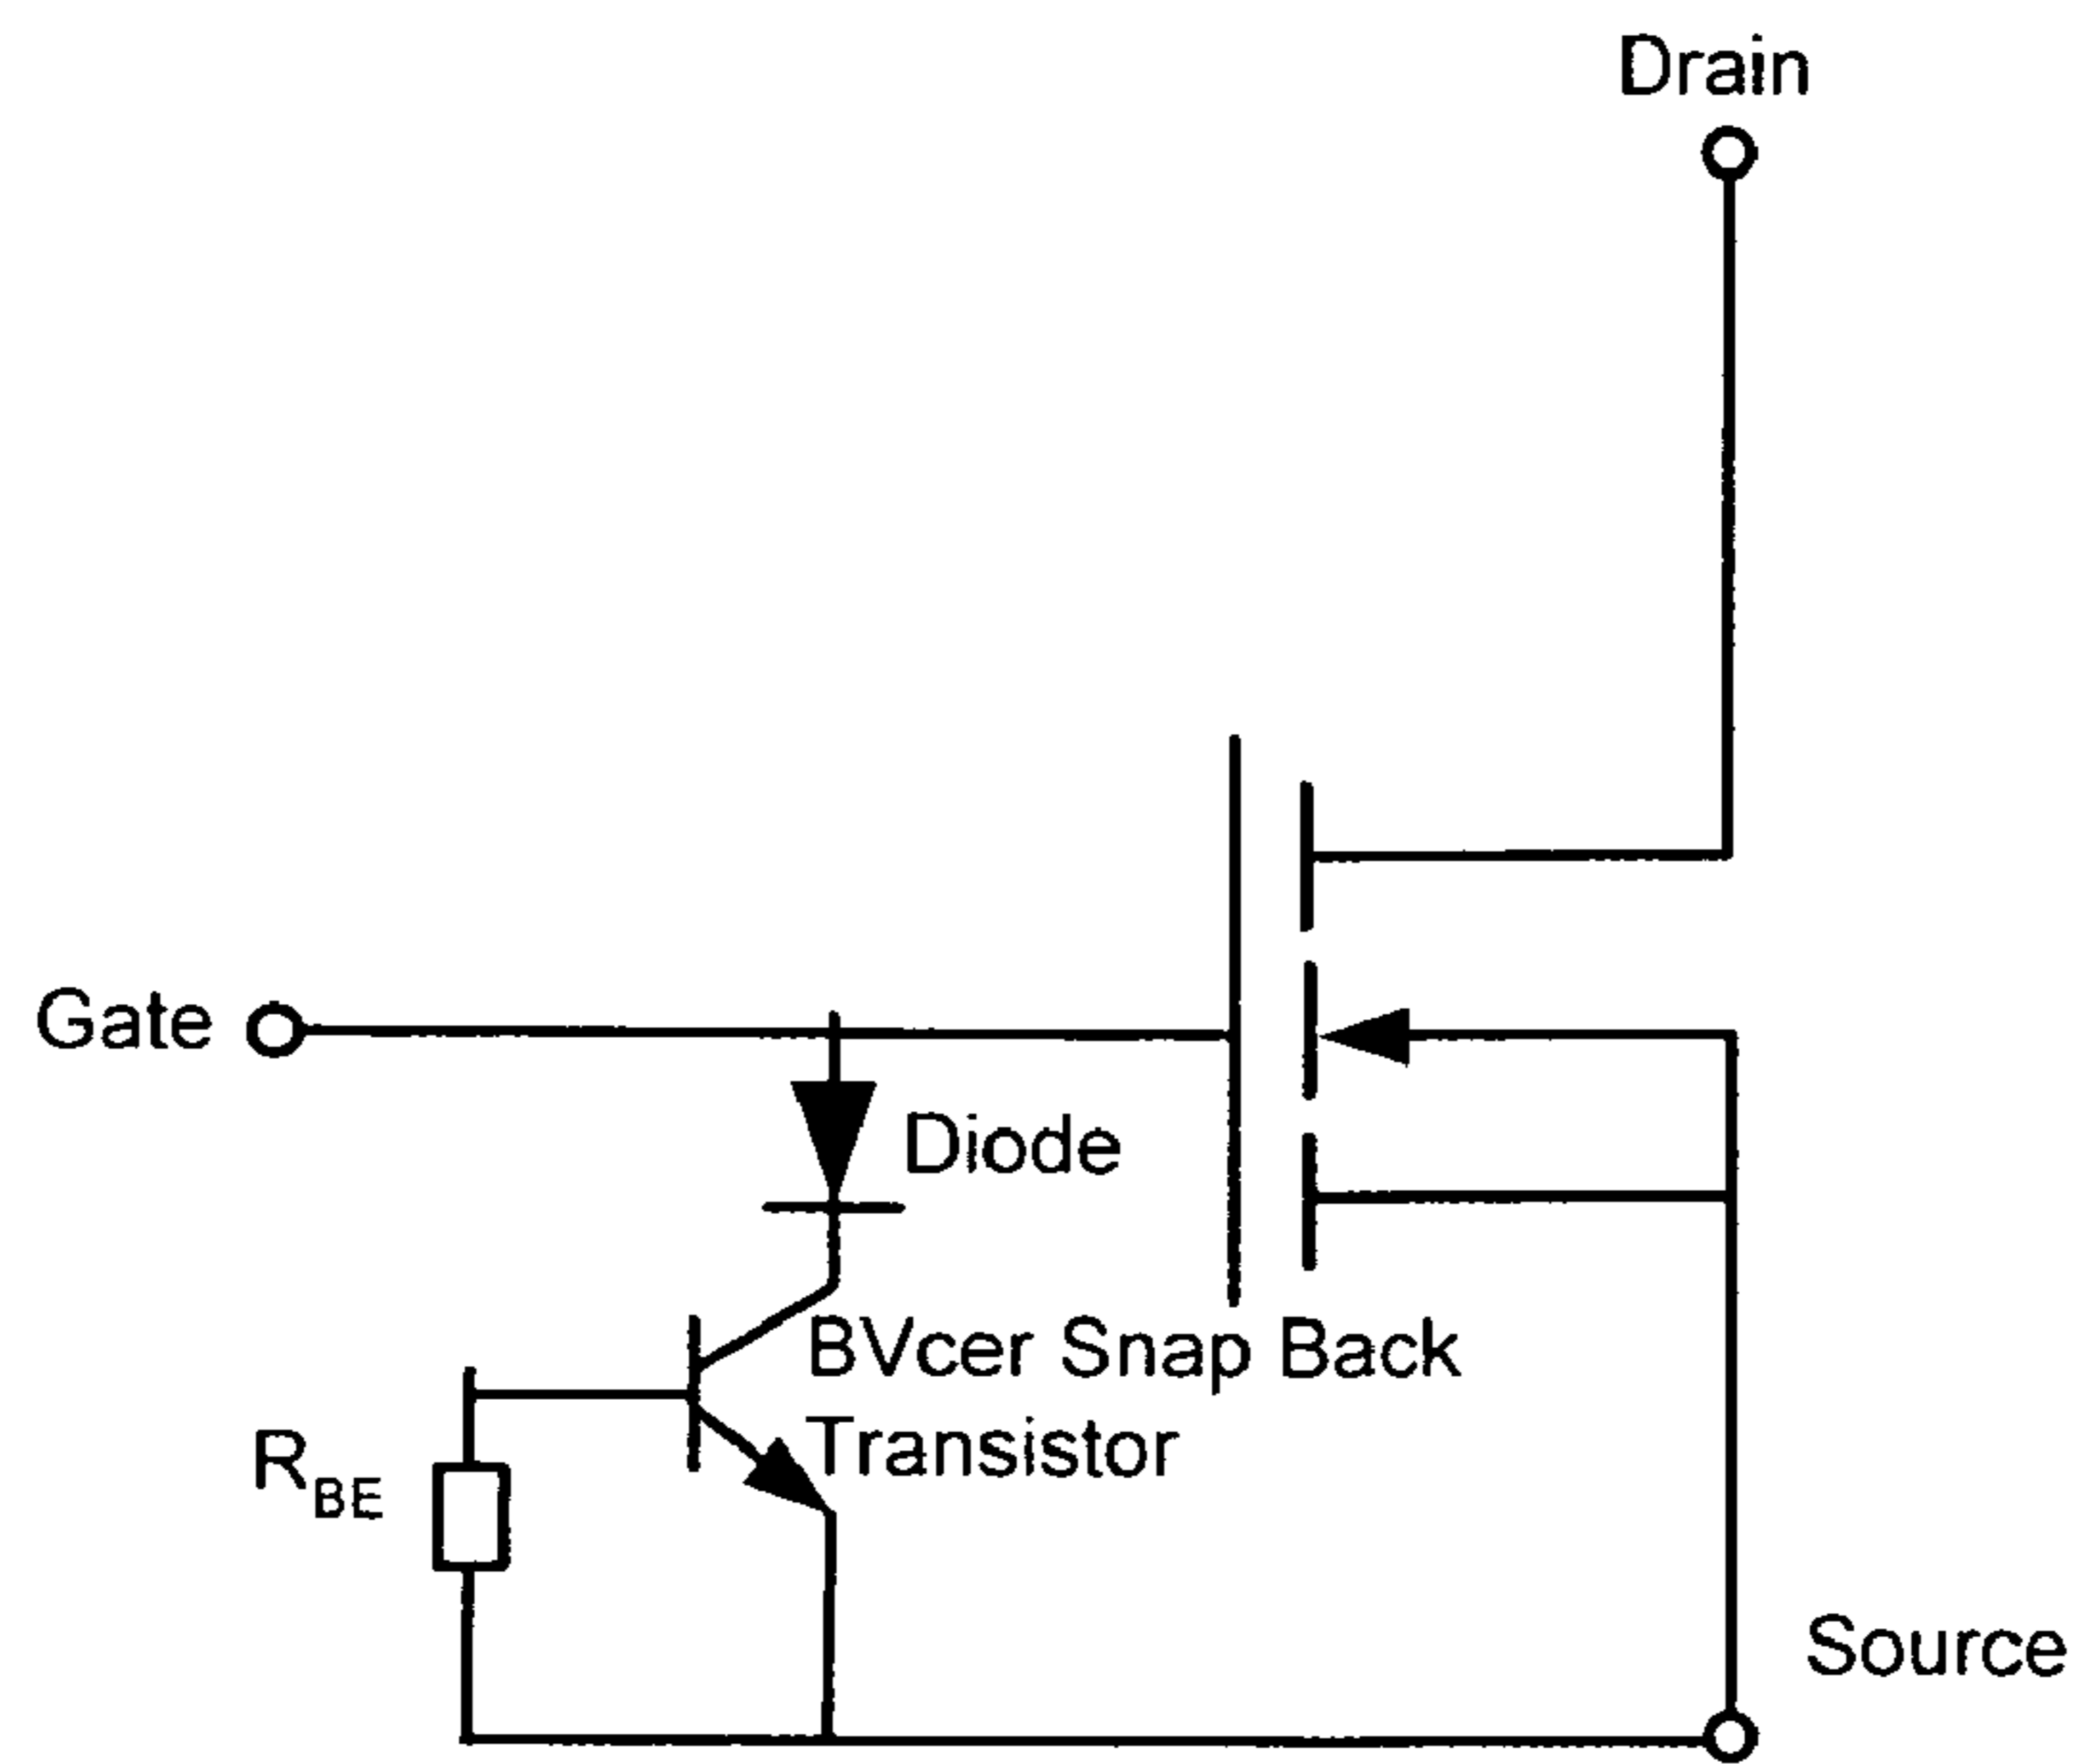 Drain
Gate
Diode
BVcer Snap Back
Transistor
RBE
Source